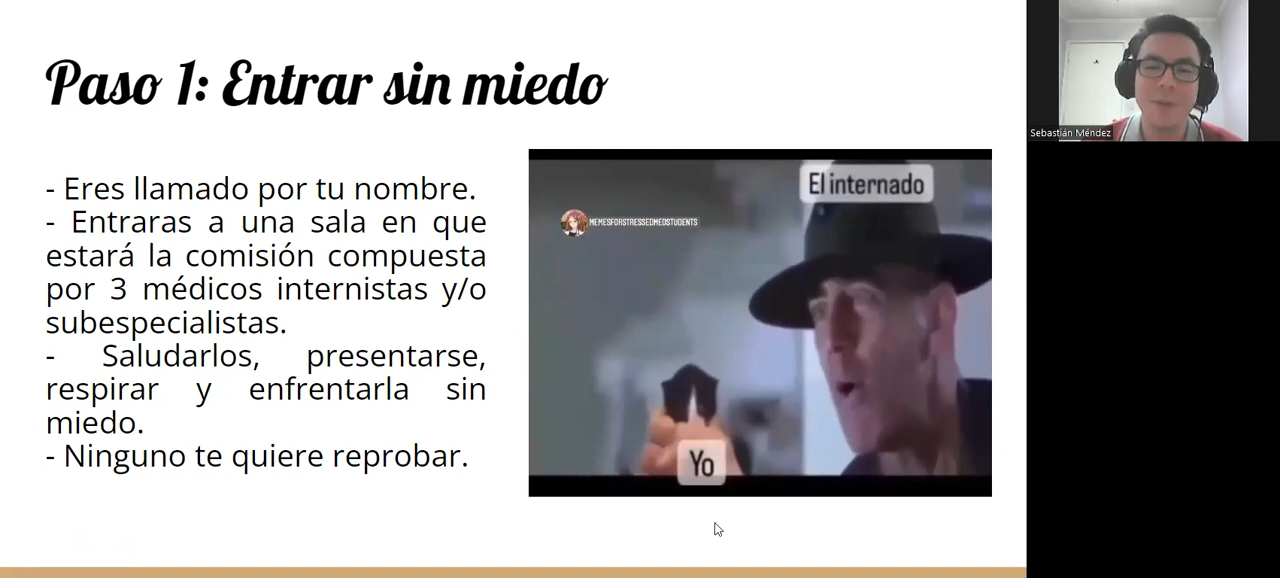 Paso 1: Entrar sin miedo
- Eres llamado por tu nombre.
- Entraras a una sala en que
estará la comisión compuesta
por 3 médicos internistas y/o
subespecialistas.
- Saludarlos, presentarse,
respirar y enfrentarla sin
miedo.
- Ninguno te quiere reprobar.
El internado
MEMESFORSTRESSEDMEDSTUDENTS
Yo
Sebastián Méndez